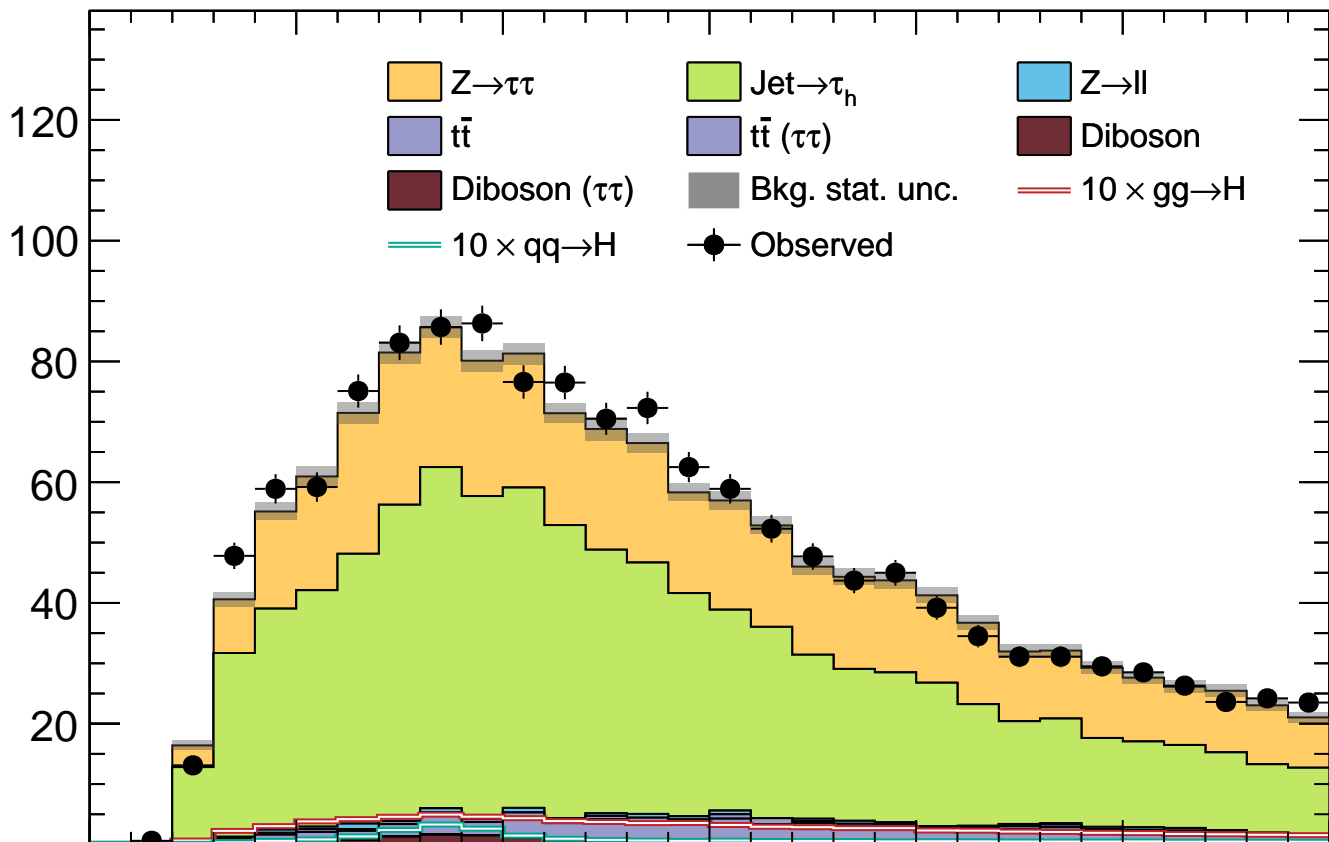 Z→ττ Jet→τₕ Z→ll
120
tt̄ tt̄ (ττ) Diboson
Diboson (ττ) Bkg. stat. unc. 10 × gg→H
100
10 × qq→H Observed
80
60
40
20